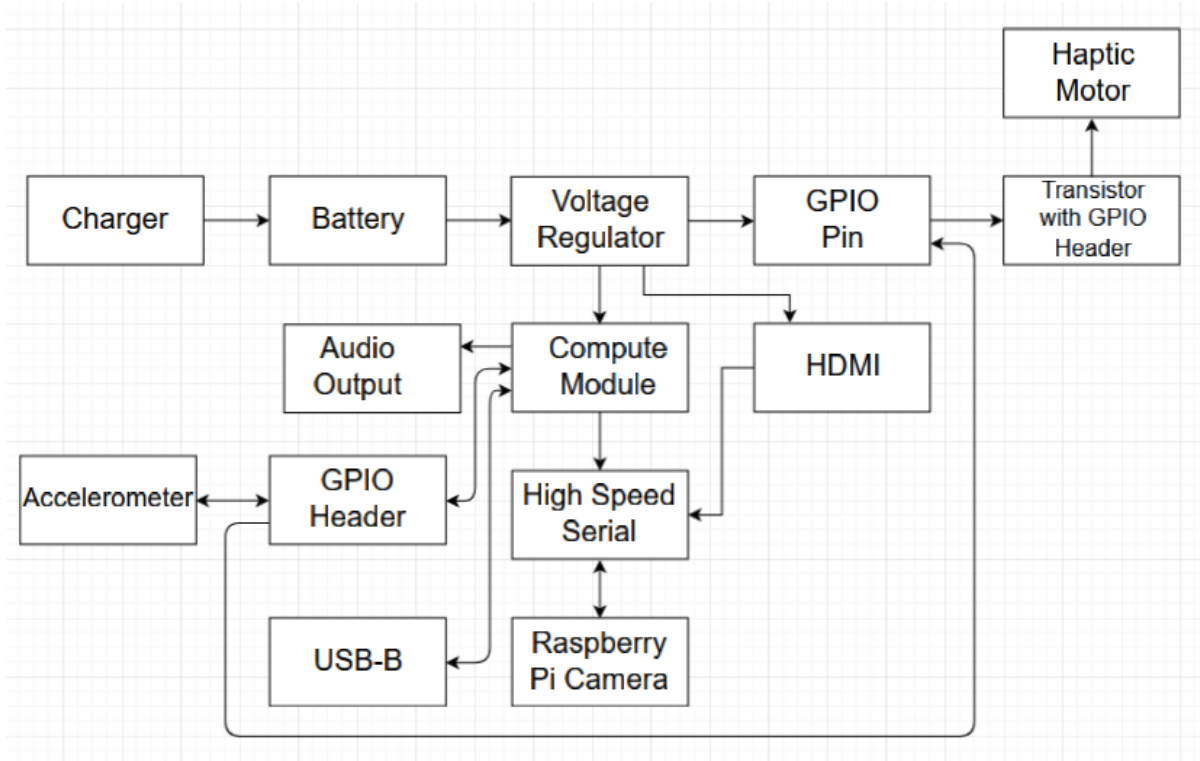 Haptic
Motor
Charger
Battery
Voltage
Regulator
GPIO
Pin
Transistor
with GPIO
Header
Audio
Output
Compute
Module
HDMI
Accelerometer
GPIO
Header
High Speed
Serial
USB-B
Raspberry
Pi Camera